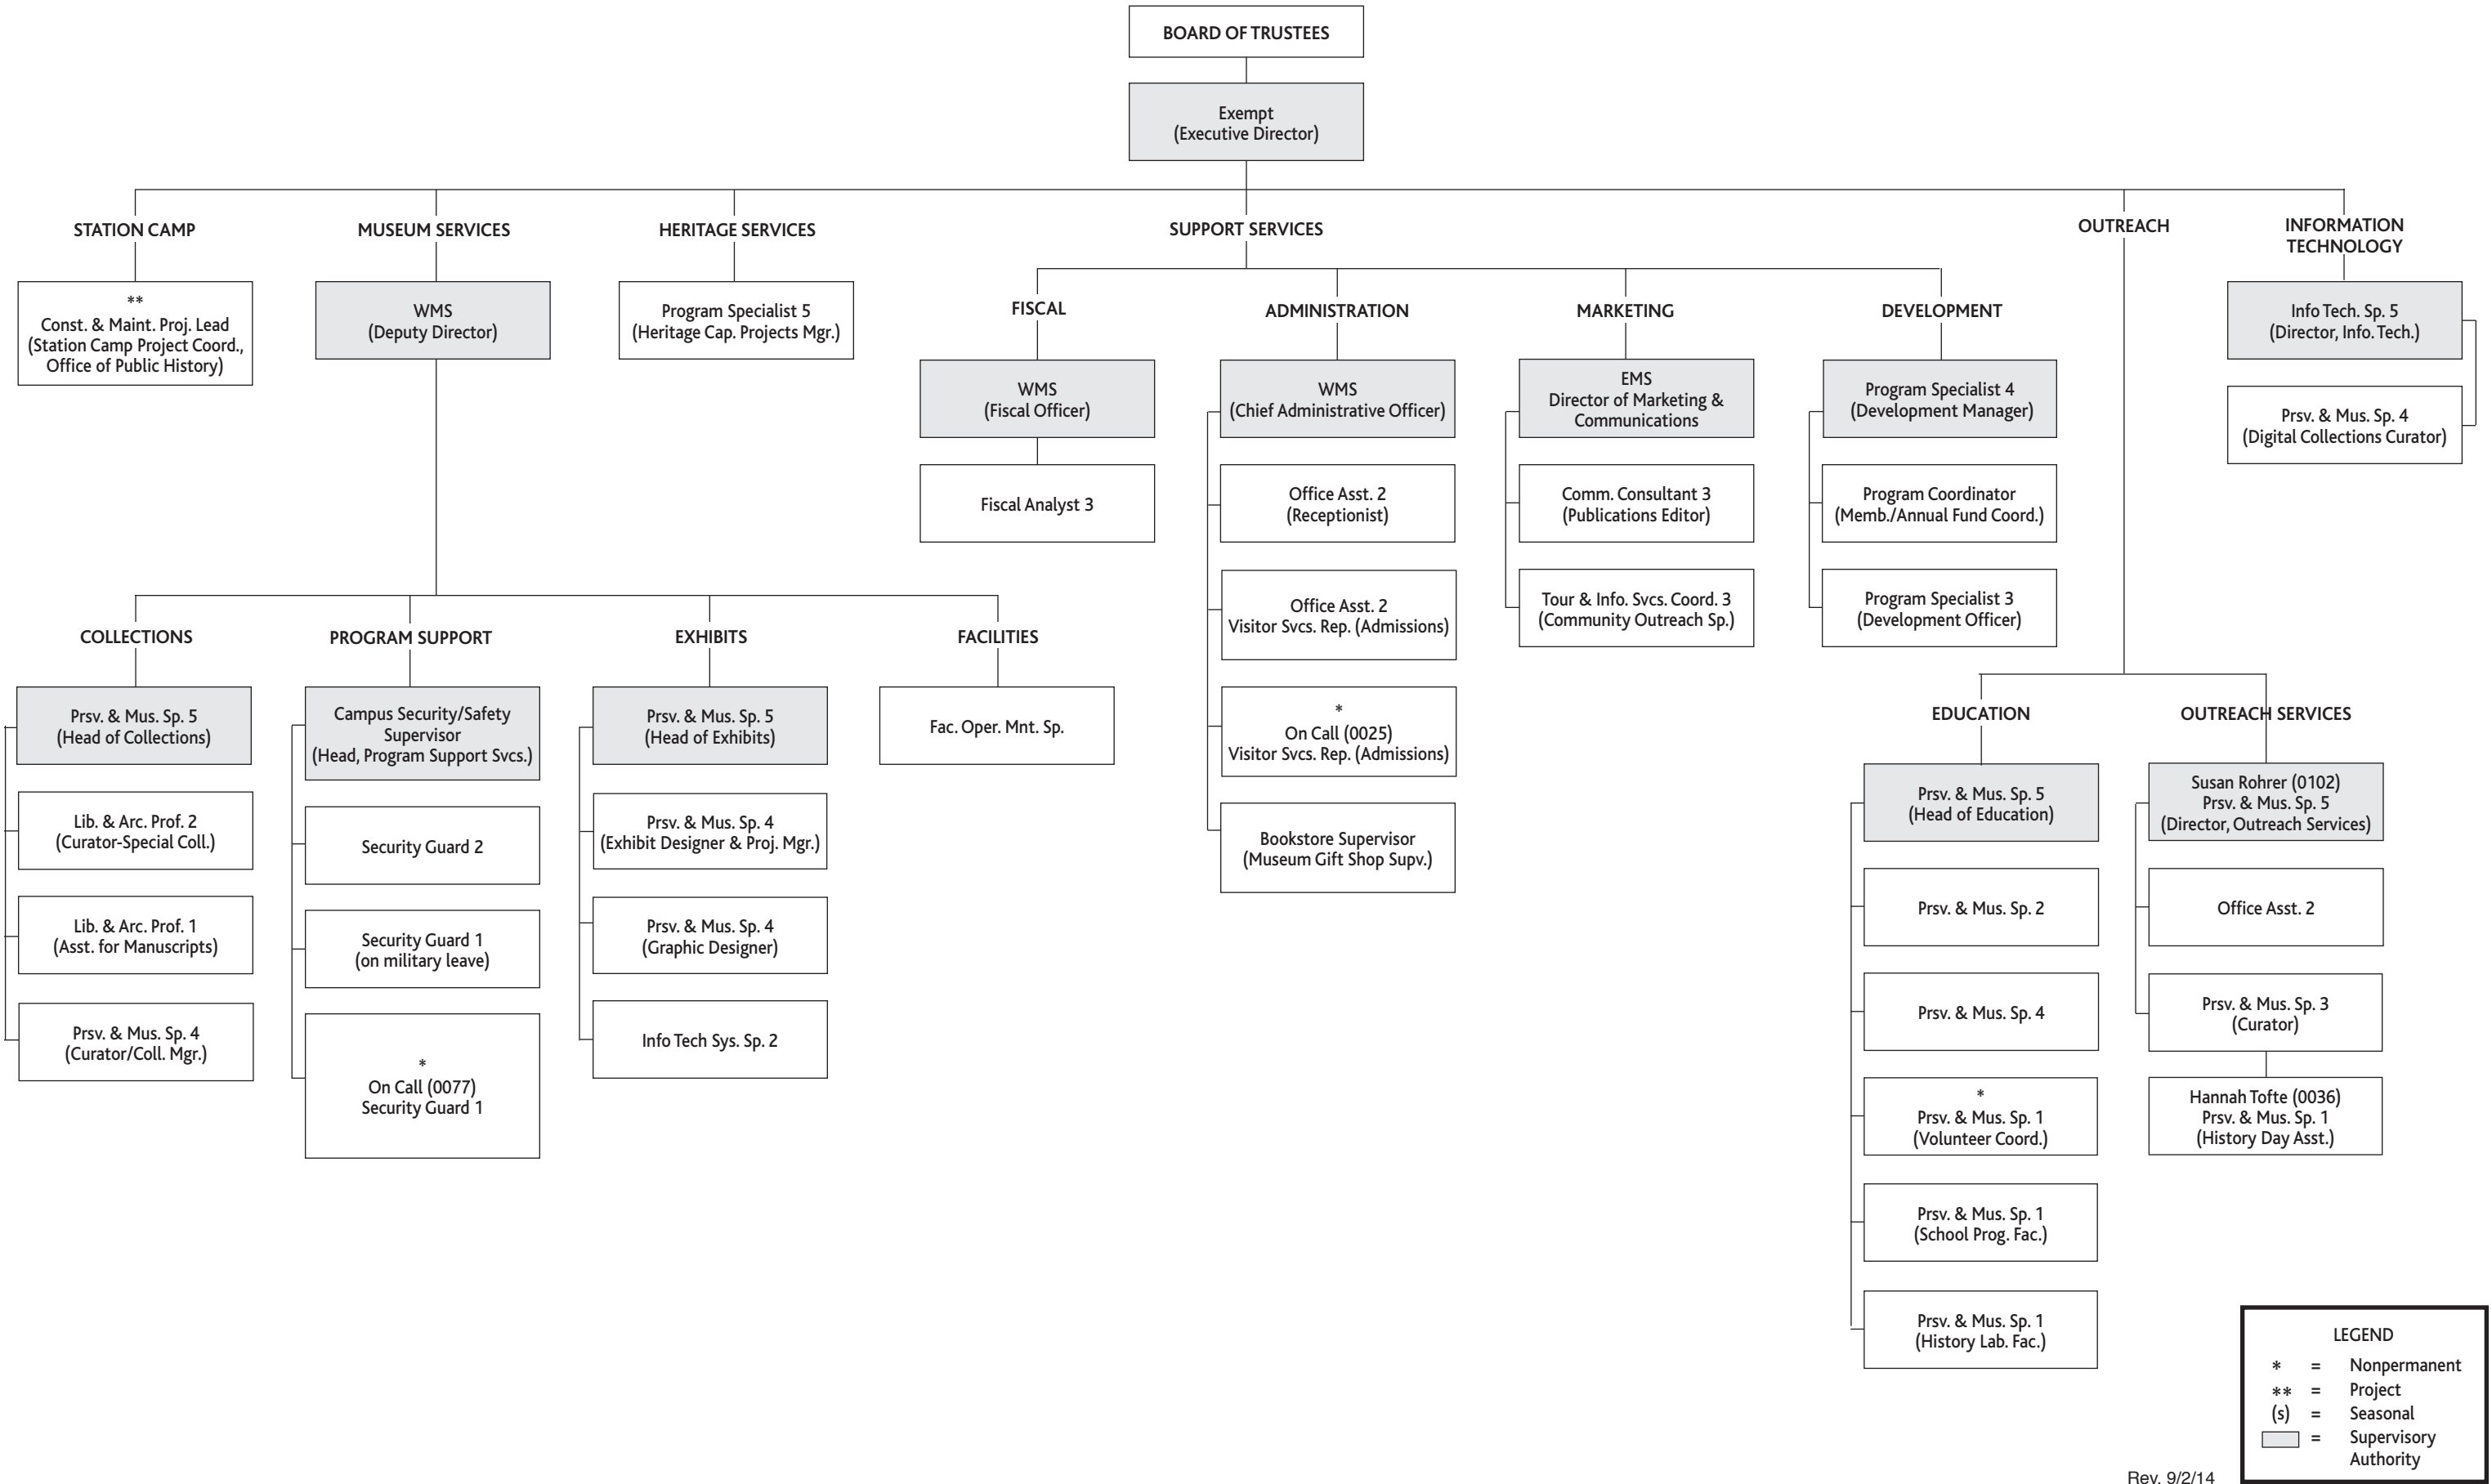 BOARD OF TRUSTEES
Exempt
(Executive Director)
STATION CAMP
**
Const. & Maint. Proj. Lead
(Station Camp Project Coord.,
Office of Public History)
MUSEUM SERVICES
WMS
(Deputy Director)
HERITAGE SERVICES
Program Specialist 5
(Heritage Cap. Projects Mgr.)
SUPPORT SERVICES
FISCAL
WMS
(Fiscal Officer)
Fiscal Analyst 3
ADMINISTRATION
WMS
(Chief Administrative Officer)
Office Asst. 2
(Receptionist)
Office Asst. 2
Visitor Svcs. Rep. (Admissions)
*
On Call (0025)
Visitor Svcs. Rep. (Admissions)
Bookstore Supervisor
(Museum Gift Shop Supv.)
MARKETING
EMS
Director of Marketing &
Communications
Comm. Consultant 3
(Publications Editor)
Tour & Info. Svcs. Coord. 3
(Community Outreach Sp.)
DEVELOPMENT
Program Specialist 4
(Development Manager)
Program Coordinator
(Memb./Annual Fund Coord.)
Program Specialist 3
(Development Officer)
OUTREACH
INFORMATION
TECHNOLOGY
Info Tech. Sp. 5
(Director, Info. Tech.)
Prsv. & Mus. Sp. 4
(Digital Collections Curator)
COLLECTIONS
Prsv. & Mus. Sp. 5
(Head of Collections)
Lib. & Arc. Prof. 2
(Curator-Special Coll.)
Lib. & Arc. Prof. 1
(Asst. for Manuscripts)
Prsv. & Mus. Sp. 4
(Curator/Coll. Mgr.)
PROGRAM SUPPORT
Campus Security/Safety
Supervisor
(Head, Program Support Svcs.)
Security Guard 2
Security Guard 1
(on military leave)
*
On Call (0077)
Security Guard 1
EXHIBITS
Prsv. & Mus. Sp. 5
(Head of Exhibits)
Prsv. & Mus. Sp. 4
(Exhibit Designer & Proj. Mgr.)
Prsv. & Mus. Sp. 4
(Graphic Designer)
Info Tech Sys. Sp. 2
FACILITIES
Fac. Oper. Mnt. Sp.
EDUCATION
Prsv. & Mus. Sp. 5
(Head of Education)
Prsv. & Mus. Sp. 2
Prsv. & Mus. Sp. 4
*
Prsv. & Mus. Sp. 1
(Volunteer Coord.)
Prsv. & Mus. Sp. 1
(School Prog. Fac.)
Prsv. & Mus. Sp. 1
(History Lab. Fac.)
OUTREACH SERVICES
Susan Rohrer (0102)
Prsv. & Mus. Sp. 5
(Director, Outreach Services)
Office Asst. 2
Prsv. & Mus. Sp. 3
(Curator)
Hannah Tofte (0036)
Prsv. & Mus. Sp. 1
(History Day Asst.)
LEGEND
* = Nonpermanent
** = Project
(s) = Seasonal
= Supervisory
Authority
Rev. 9/2/14